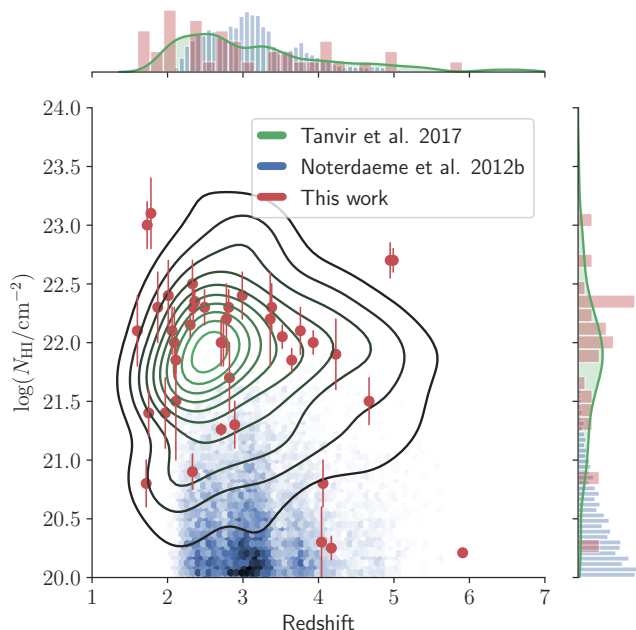 24.0
23.5
23.0
22.5
22.0
21.5
21.0
20.5
20.0
log(N_HI/cm⁻²)
Tanvir et al. 2017
Noterdaeme et al. 2012b
This work
1 2 3 4 5 6 7
Redshift